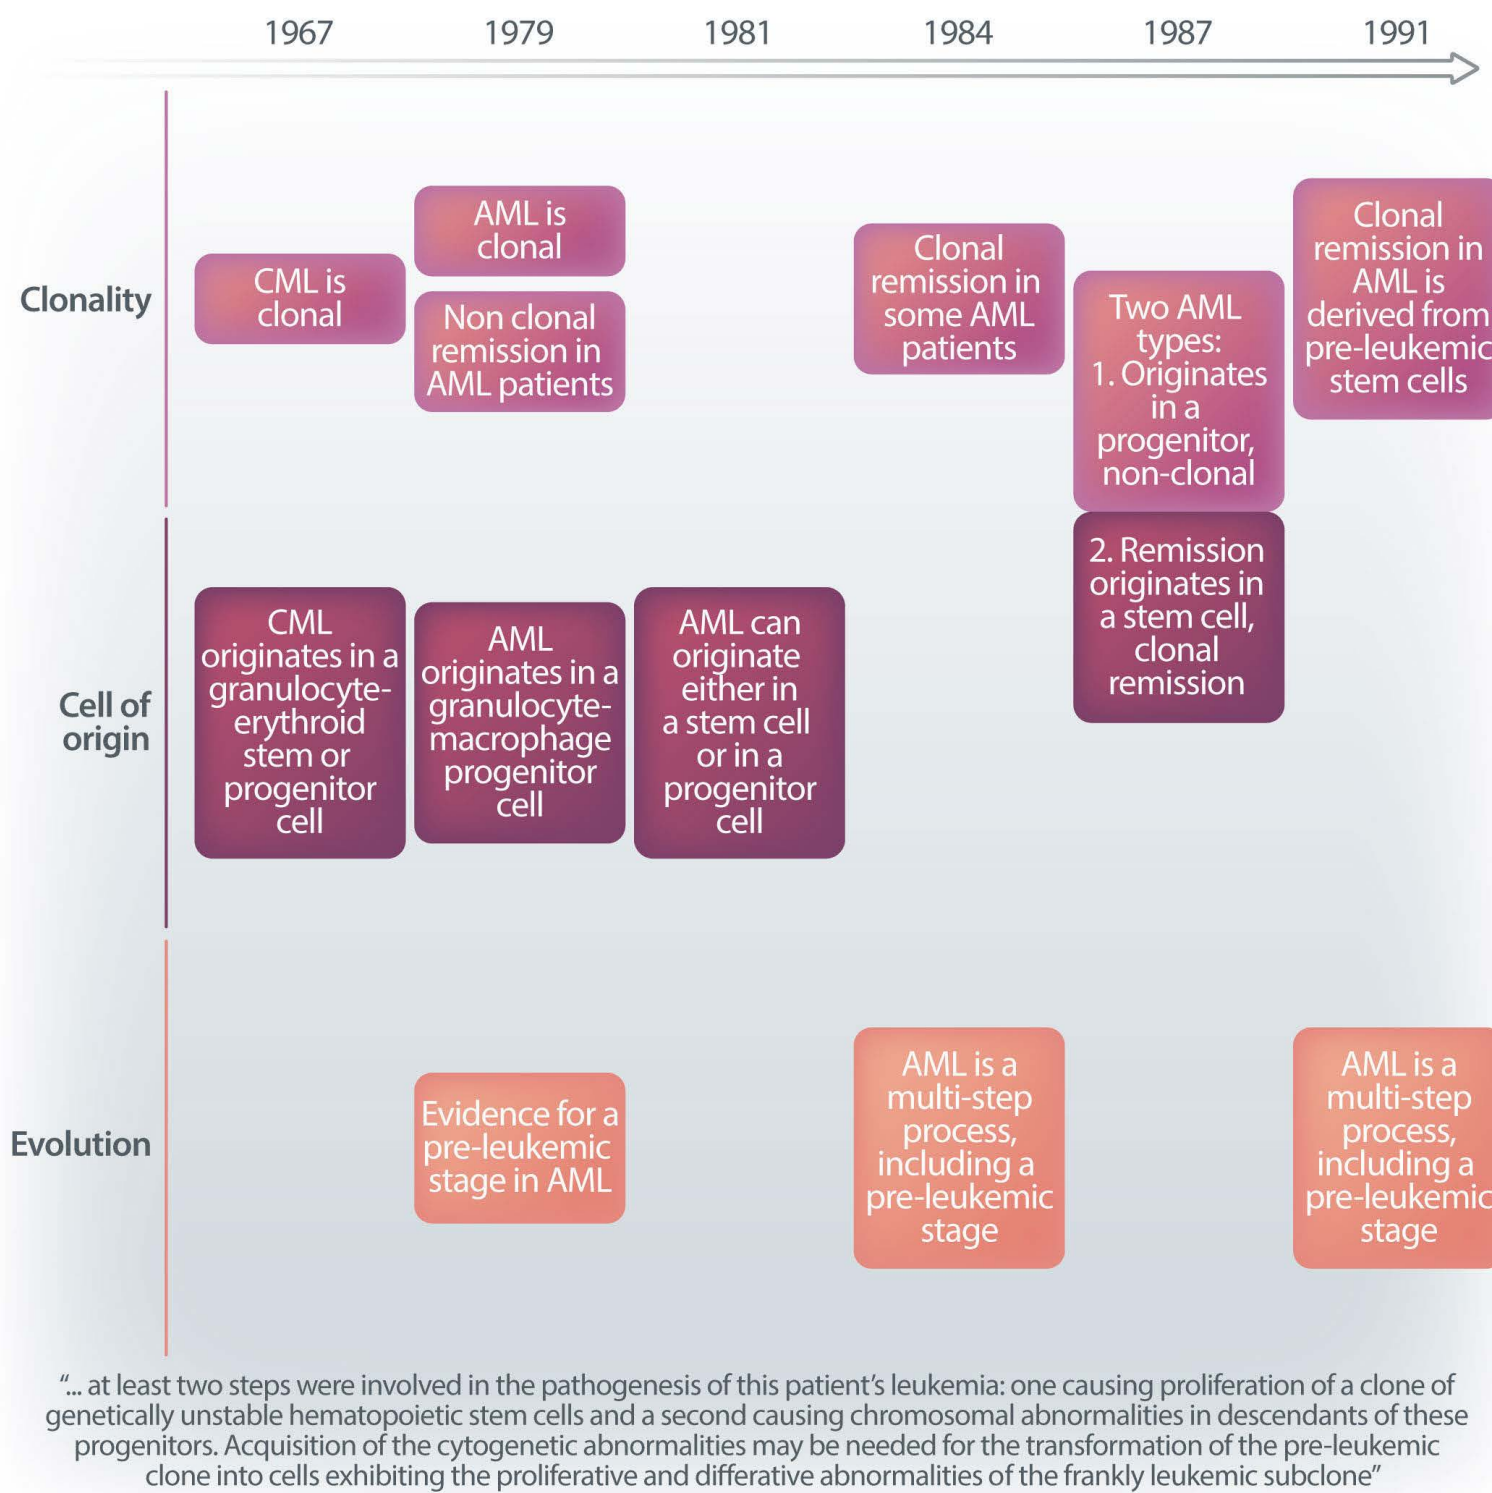 1967 1979 1981 1984 1987 1991
Clonality
CML is
clonal
AML is
clonal
Non clonal
remission in
AML patients
Clonal
remission in
some AML
patients
Two AML
types:
1. Originates
in a
progenitor,
non-clonal
Clonal
remission in
AML is
derived from
pre-leukemic
stem cells
Cell of
origin
CML
originates in a
granulocyte-
erythroid
stem or
progenitor
cell
AML
originates in a
granulocyte-
macrophage
progenitor
cell
AML can
originate
either in
a stem cell
or in a
progenitor
cell
2. Remission
originates in
a stem cell,
clonal
remission
Evolution
Evidence for a
pre-leukemic
stage in AML
AML is a
multi-step
process,
including a
pre-leukemic
stage
AML is a
multi-step
process,
including a
pre-leukemic
stage
“... at least two steps were involved in the pathogenesis of this patient’s leukemia: one causing proliferation of a clone of
genetically unstable hematopoietic stem cells and a second causing chromosomal abnormalities in descendants of these
progenitors. Acquisition of the cytogenetic abnormalities may be needed for the transformation of the pre-leukemic
clone into cells exhibiting the proliferative and differative abnormalities of the frankly leukemic subclone”